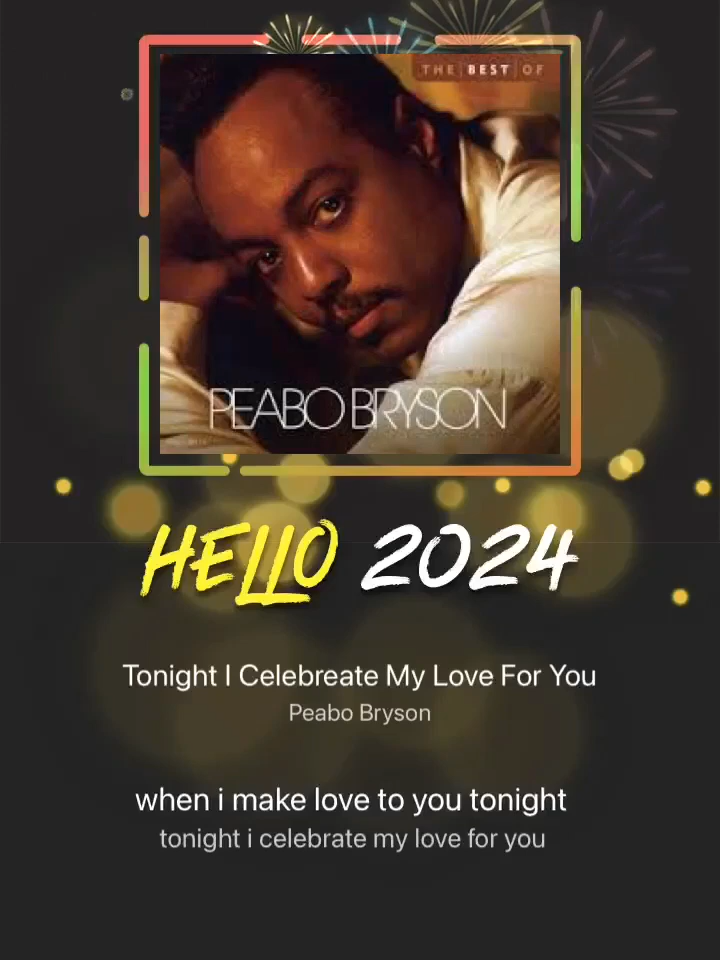 THE BEST OF
PEABO BRYSON
HELLO 2024
Tonight I Celebreate My Love For You
Peabo Bryson
when i make love to you tonight
tonight i celebrate my love for you